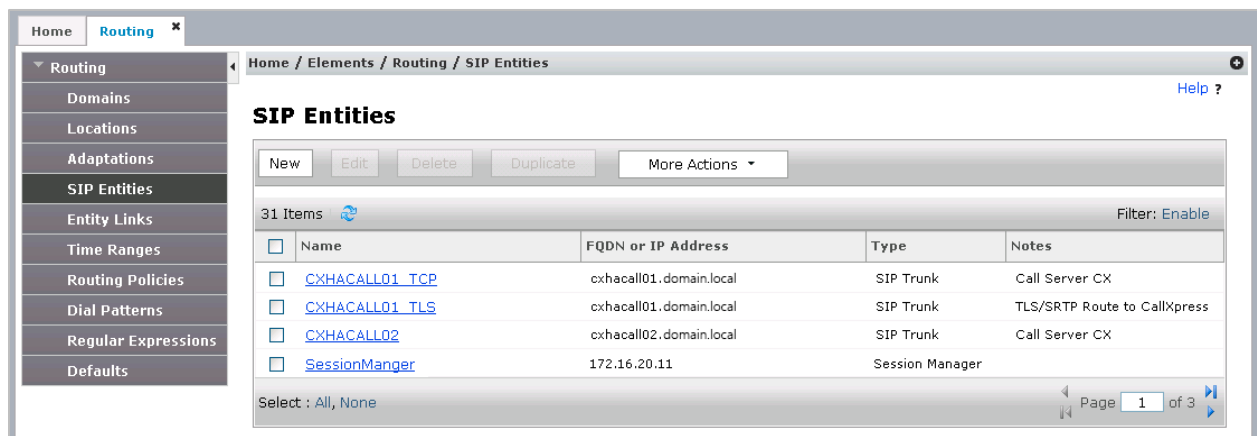 Home Routing ×
Routing
Domains
Locations
Adaptations
SIP Entities
Entity Links
Time Ranges
Routing Policies
Dial Patterns
Regular Expressions
Defaults
Home / Elements / Routing / SIP Entities
Help ?
SIP Entities
New Edit Delete Duplicate More Actions
31 Items Filter: Enable
Name FQDN or IP Address Type Notes
CXHACALL01_TCP cxhacall01.domain.local SIP Trunk Call Server CX
CXHACALL01_TLS cxhacall01.domain.local SIP Trunk TLS/SRTP Route to CallXpress
CXHACALL02 cxhacall02.domain.local SIP Trunk Call Server CX
SessionManger 172.16.20.11 Session Manager
Select : All, None Page 1 of 3